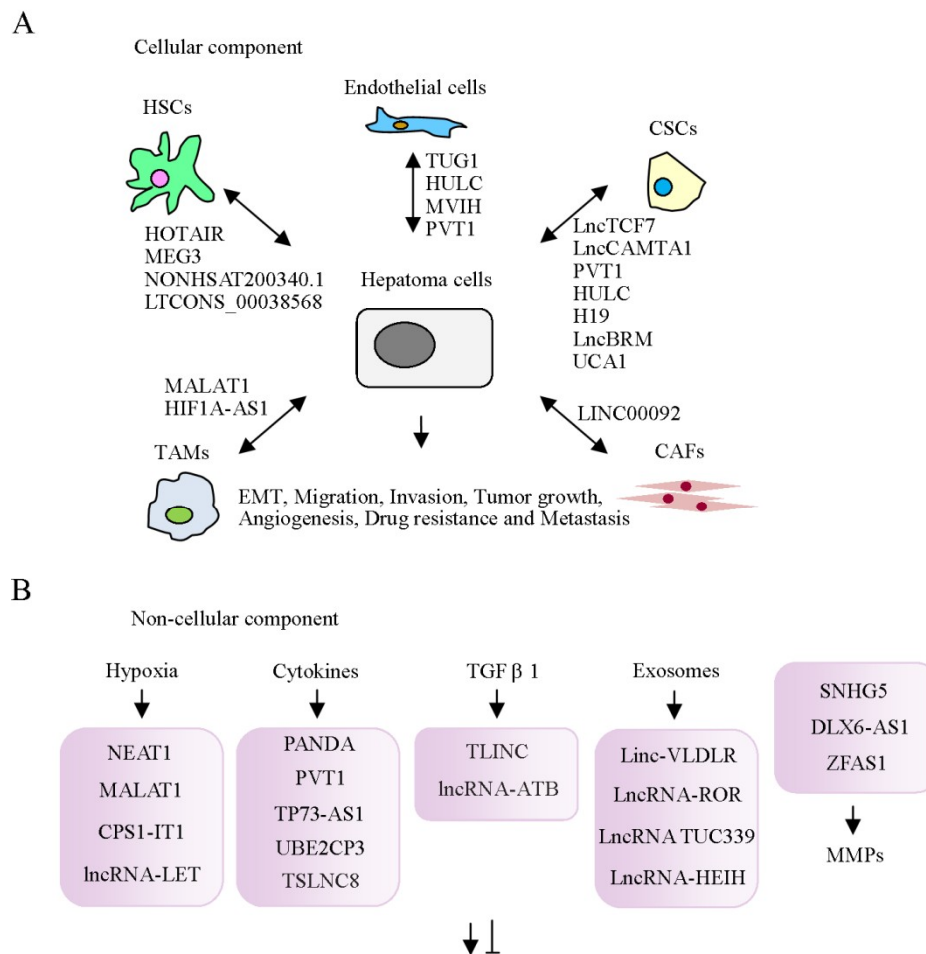 A
Cellular component
HSCs
Endothelial cells
CSCs
TUG1
HULC
MVIH
PVT1
HOTAIR
MEG3
NONHSAT200340.1
LTCONS_00038568
LncTCF7
LncCAMTA1
PVT1
HULC
H19
LncBRM
UCA1
Hepatoma cells
MALAT1
HIF1A-AS1
LINC00092
TAMs
CAFs
EMT, Migration, Invasion, Tumor growth,
Angiogenesis, Drug resistance and Metastasis
B
Non-cellular component
Hypoxia
NEAT1
MALAT1
CPS1-IT1
lncRNA-LET
Cytokines
PANDA
PVT1
TP73-AS1
UBE2CP3
TSLNC8
TGF β 1
TLINC
lncRNA-ATB
Exosomes
Linc-VLDLR
LncRNA-ROR
LncRNA TUC339
LncRNA-HEIH
SNHG5
DLX6-AS1
ZFAS1
MMPs